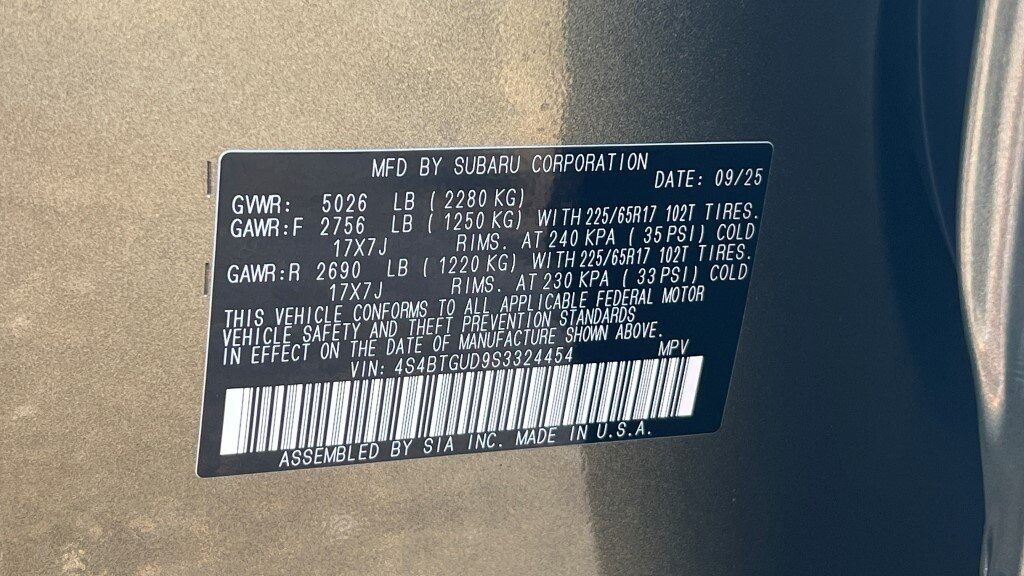 MFD BY SUBARU CORPORATION
DATE: 09/25
GVWR: 5026 LB ( 2280 KG)
GAWR:F 2756 LB ( 1250 KG) WITH 225/65R17 102T TIRES.
17X7J RIMS. AT 240 KPA ( 35 PSI) COLD
GAWR:R 2690 LB ( 1220 KG) WITH 225/65R17 102T TIRES.
17X7J RIMS. AT 230 KPA ( 33 PSI) COLD
THIS VEHICLE CONFORMS TO ALL APPLICABLE FEDERAL MOTOR
VEHICLE SAFETY AND THEFT PREVENTION STANDARDS
IN EFFECT ON THE DATE OF MANUFACTURE SHOWN ABOVE.
VIN: 4S4BTGUD9S3324454 MPV
ASSEMBLED BY SIA INC. MADE IN U.S.A.